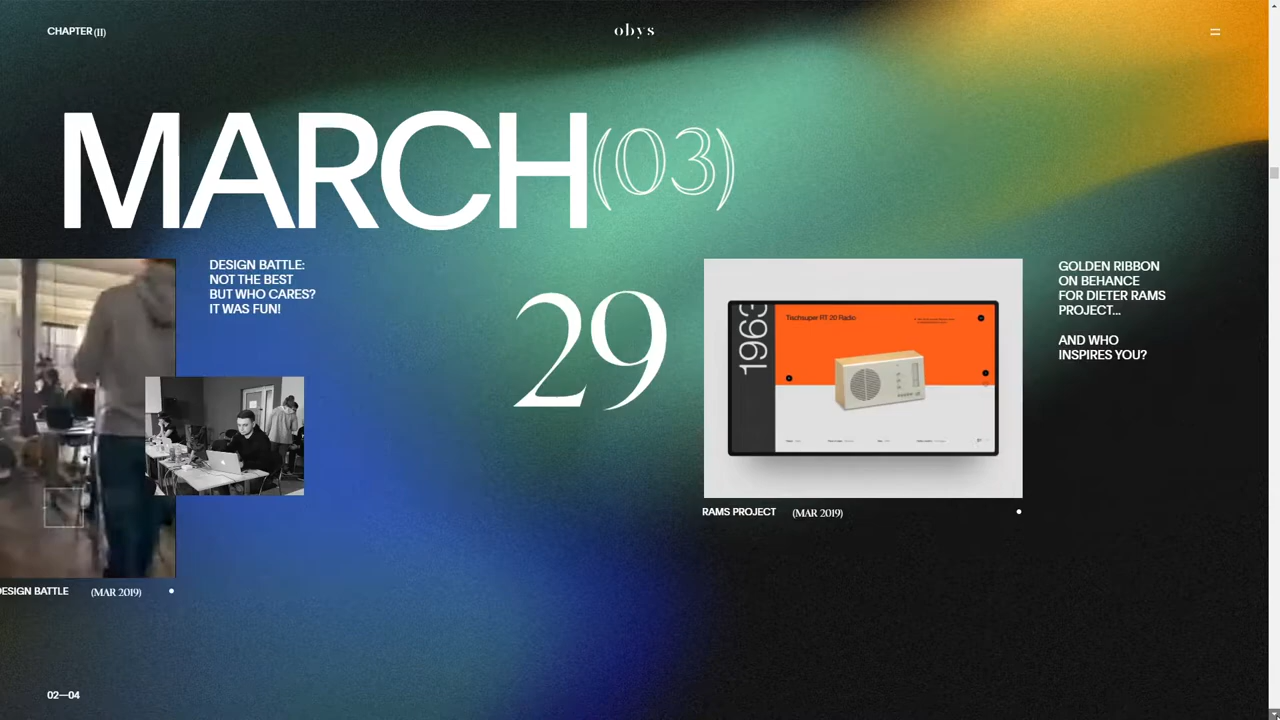 CHAPTER (II)
obys
MARCH (03)
DESIGN BATTLE:
NOT THE BEST
BUT WHO CARES?
IT WAS FUN!
29
1963
Tischsuper RT 20 Radio.
GOLDEN RIBBON
ON BEHANCE
FOR DIETER RAMS
PROJECT...
AND WHO
INSPIRES YOU?
RAMS PROJECT (MAR 2019)
DESIGN BATTLE (MAR 2019)
02—04